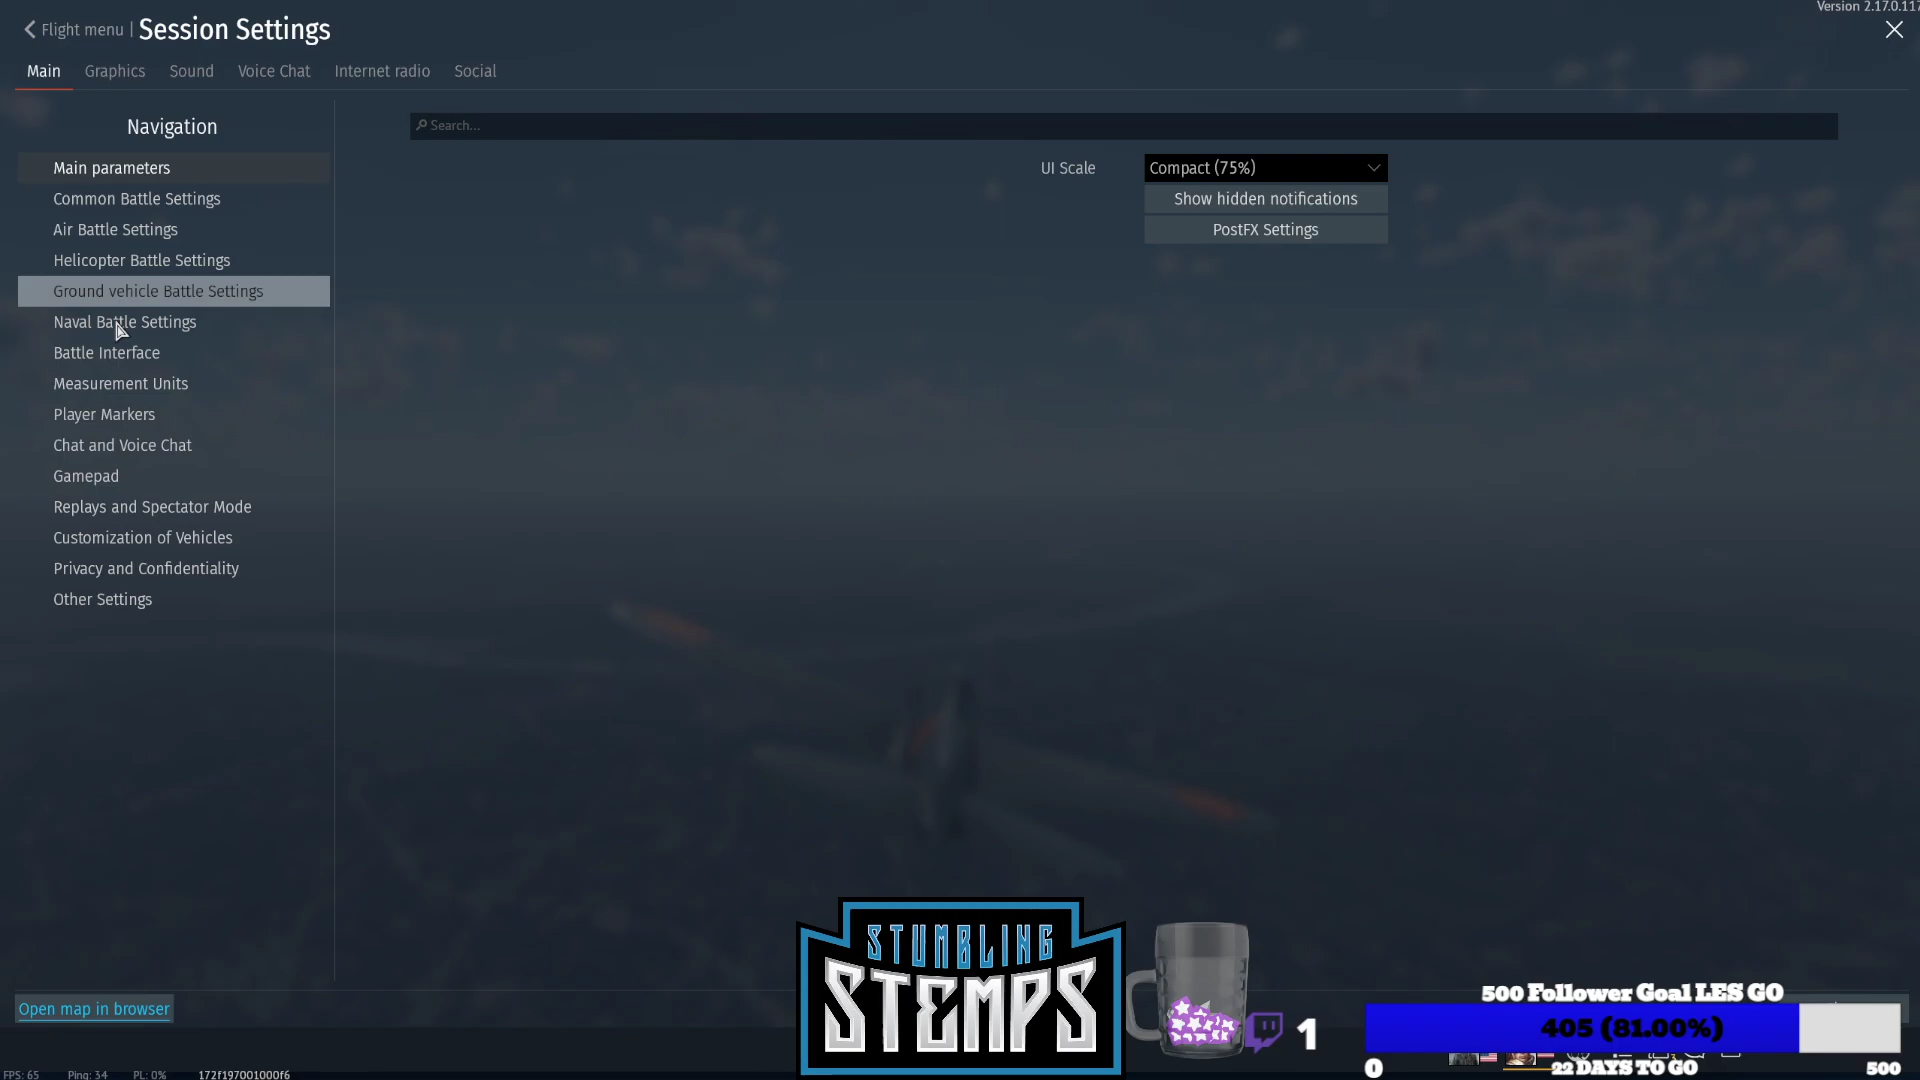 Version 2.17.0.117
Flight menu | Session Settings
Main Graphics Sound Voice Chat Internet radio Social
Navigation
Search...
Main parameters
UI Scale Compact (75%)
Common Battle Settings
Show hidden notifications
Air Battle Settings
PostFX Settings
Helicopter Battle Settings
Ground vehicle Battle Settings
Naval Battle Settings
Battle Interface
Measurement Units
Player Markers
Chat and Voice Chat
Gamepad
Replays and Spectator Mode
Customization of Vehicles
Privacy and Confidentiality
Other Settings
STUMBLING
STEMPS
1
500 Follower Goal LES GO
Open map in browser
405 (81.00%)
0 22 DAYS TO GO 500
FPS: 65 Ping: 34 PL: 0% 172f197001000f6